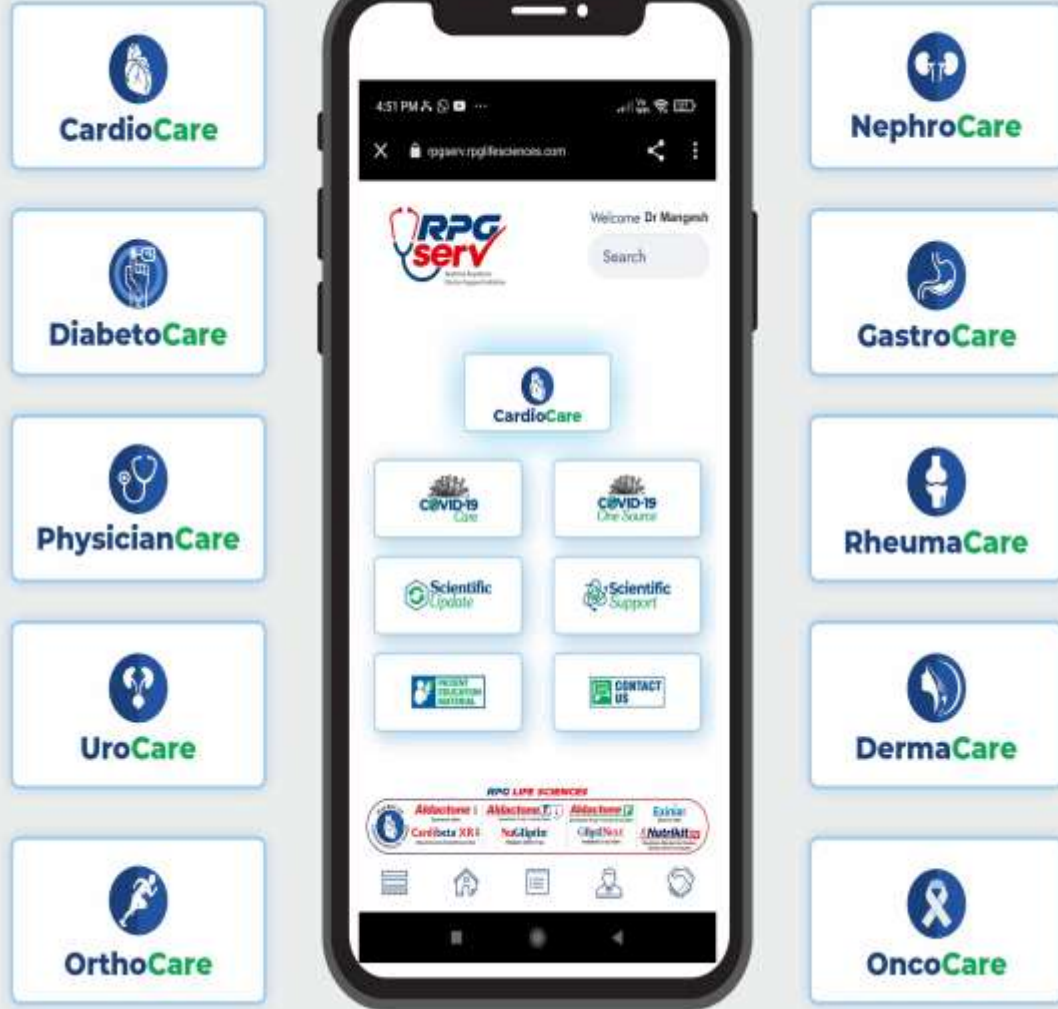 CardioCare
DiabetoCare
PhysicianCare
UroCare
OrthoCare
4:51 PM
rpgserv.rpglifesciences.com
RPG
serv
Welcome Dr Mangesh
Search
CardioCare
COVID-19
Care
COVID-19
One Source
Scientific
Update
Scientific
Support
PATIENT
EDUCATION
MATERIAL
CONTACT
US
RPG LIFE SCIENCES
Aldactone
Aldactone
Aldactone
Cardibeta XR
NaGliptin
Nutrikit
NephroCare
GastroCare
RheumaCare
DermaCare
OncoCare